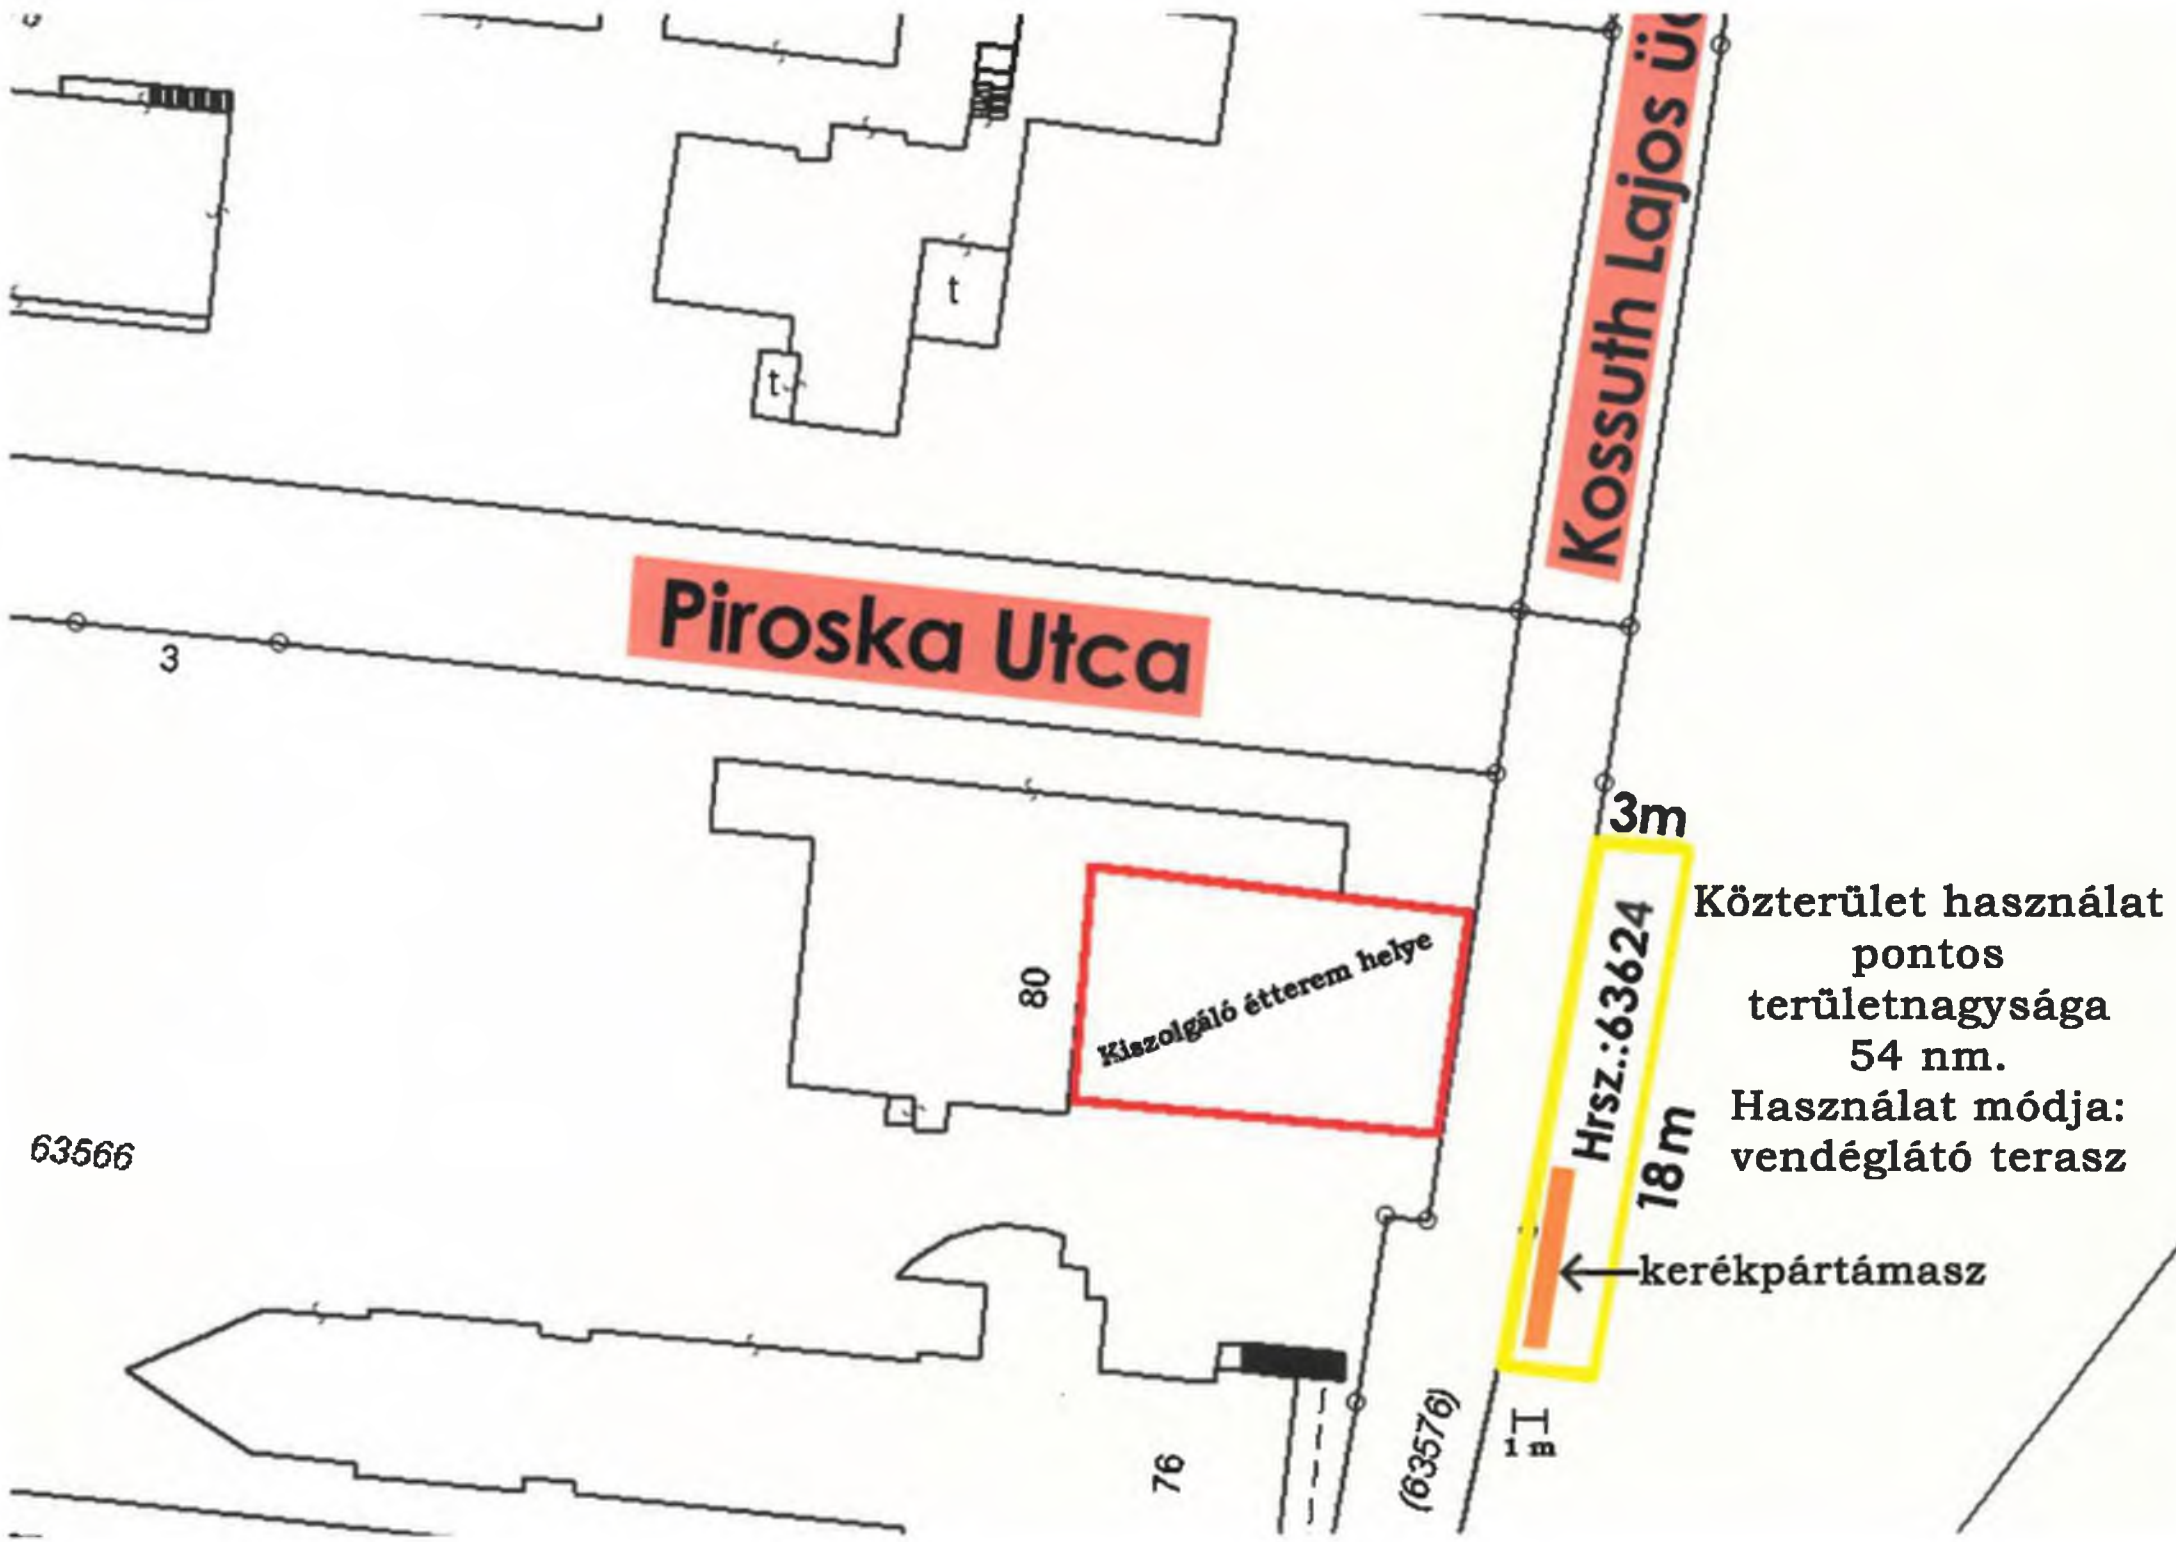 Kossuth Lajos
t
t
Piroska Utca
3
3m
Hrsz.:63624
18m
Közterület használat
pontos
területnagysága
54 nm.
Használat módja:
vendéglátó terasz
80
Kiszolgáló étterem helye
63566
kerékpártámasz
1 m
(63576)
76